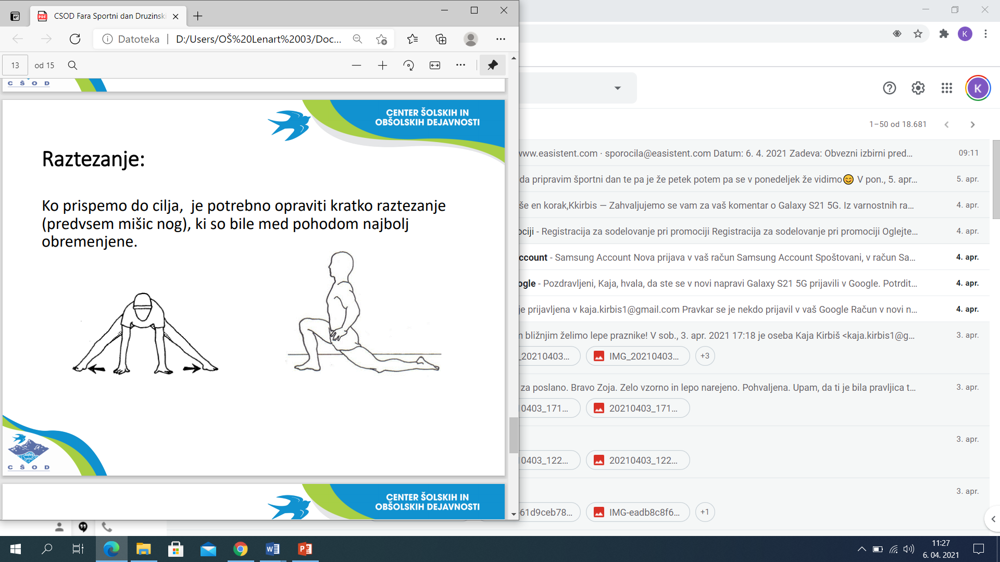 CSOD Fara Sportni dan Druzinski
Datoteka | D:/Users/OŠ%20Lenart%2003/Doc...
K
13 od 15
CŠOD
CENTER ŠOLSKIH IN
OBŠOLSKIH DEJAVNOSTI
Raztezanje:
Ko prispemo do cilja, je potrebno opraviti kratko raztezanje
(predvsem mišic nog), ki so bile med pohodom najbolj
obremenjene.
CŠOD
CENTER ŠOLSKIH IN
OBŠOLSKIH DEJAVNOSTI
K
1–50 od 18.681
www.easistent.com · sporocila@easistent.com Datum: 6. 4. 2021 Zadeva: Obvezni izbirni pred... 09:11
da pripravim športni dan te pa je že petek potem pa se v ponedeljek že vidimo😊 V pon., 5. apr... 5. apr.
še en korak,Kkirbis — Zahvaljujemo se vam za vaš komentar o Galaxy S21 5G. Iz varnostnih ra... 4. apr.
ociji - Registracija za sodelovanje pri promociji Registracija za sodelovanje pri promociji Oglejte... 4. apr.
ccount - Samsung Account Nova prijava v vaš račun Samsung Account Spoštovani, v račun Sa... 4. apr.
ogle - Pozdravljeni, Kaja, hvala, da ste se v novi napravi Galaxy S21 5G prijavili v Google. Potrdit... 4. apr.
je prijavljena v kaja.kirbis1@gmail.com Pravkar se je nekdo prijavil v vaš Google Račun v novi n... 4. apr.
m bližnjim želimo lepe praznike! V sob., 3. apr. 2021 17:18 je oseba Kaja Kirbiš <kaja.kirbis1@g... 3. apr.
_20210403... IMG_20210403... +3
za poslano. Bravo Zoja. Zelo vzorno in lepo narejeno. Pohvaljena. Upam, da ti je bila pravljica t... 3. apr.
0403_171... 20210403_171...
3. apr.
0403_122... 20210403_122...
3. apr.
61d9ceb78... IMG-eadb8c8f6... +1
11:27
6. 04. 2021